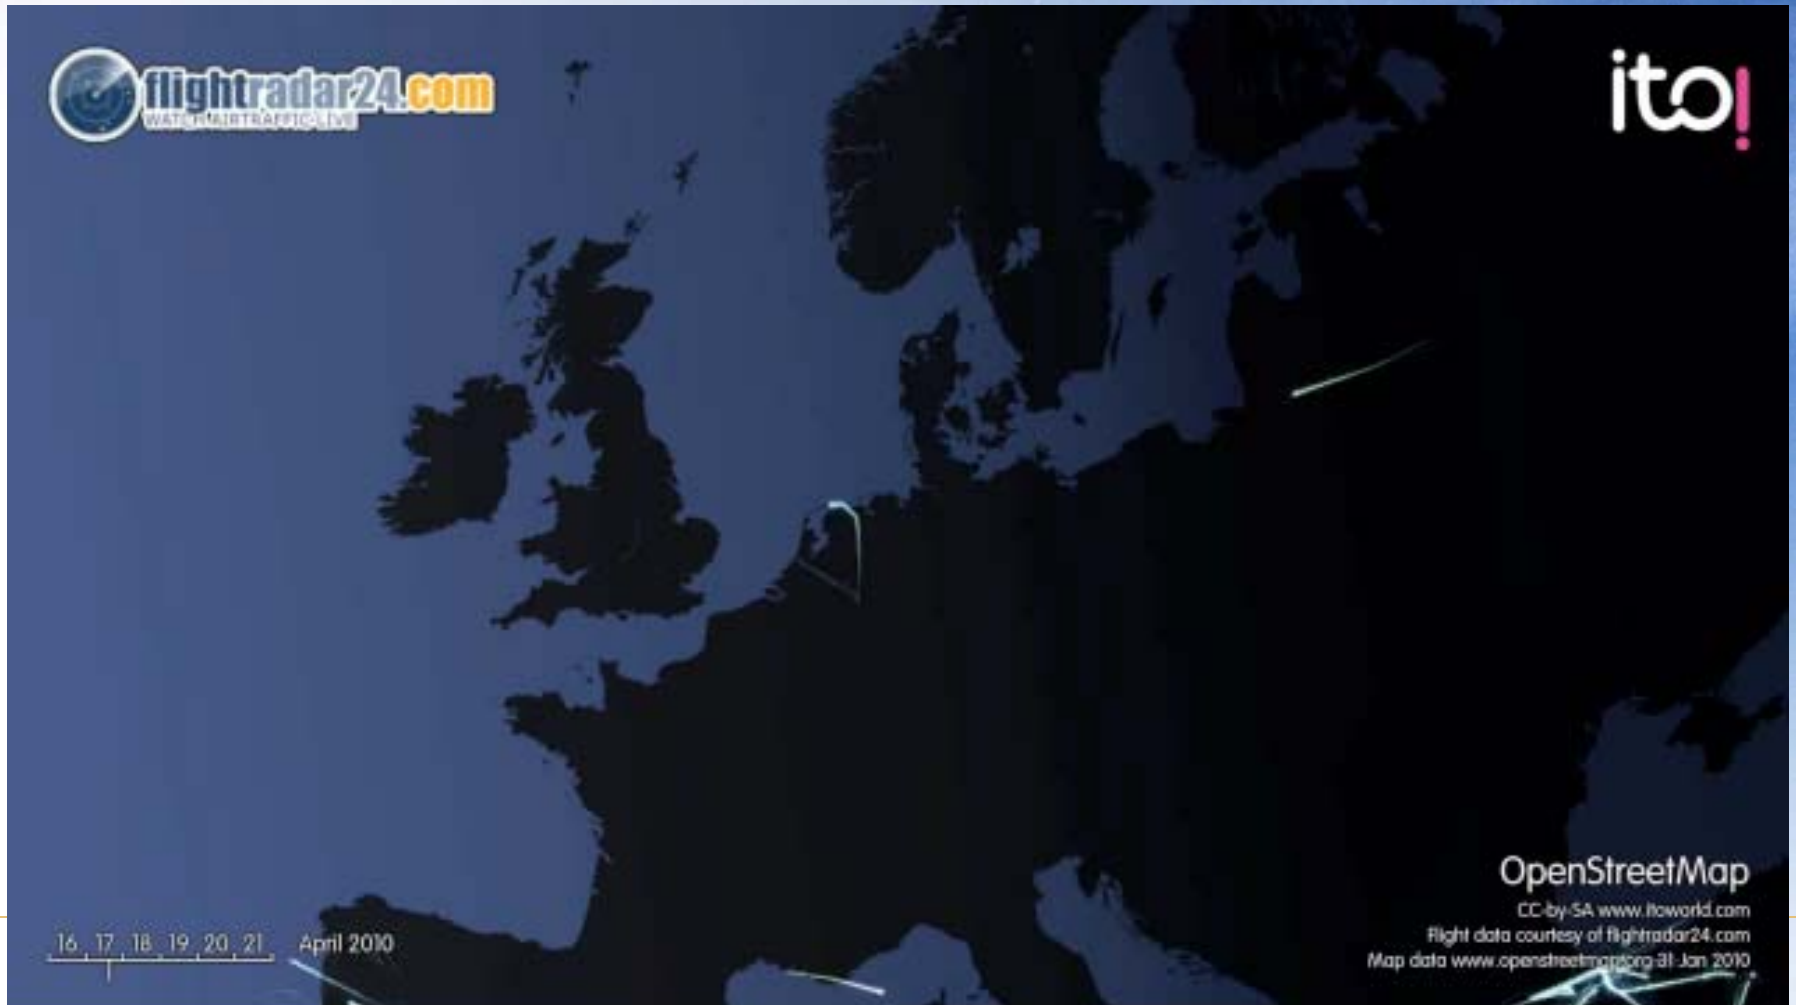 flightradar24.com
WATCH AIRTRAFFIC LIVE
ito!
OpenStreetMap
CC-by-SA www.itoworld.com
Flight data courtesy of flightradar24.com
Map data www.openstreetmap.org 31 Jan 2010
16 17 18 19 20 21 April 2010